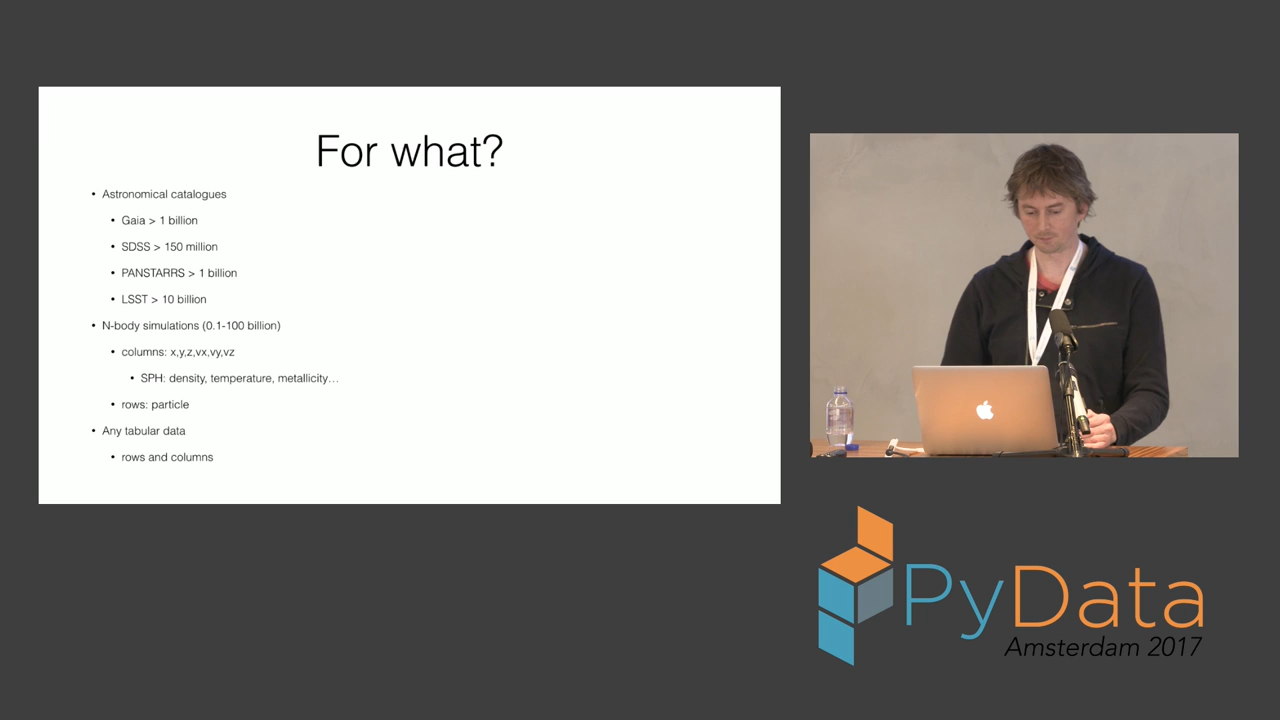 For what?
• Astronomical catalogues
• Gaia > 1 billion
• SDSS > 150 million
• PANSTARRS > 1 billion
• LSST > 10 billion
• N-body simulations (0.1-100 billion)
• columns: x,y,z,vx,vy,vz
• SPH: density, temperature, metallicity…
• rows: particle
• Any tabular data
• rows and columns
PyData
Amsterdam 2017